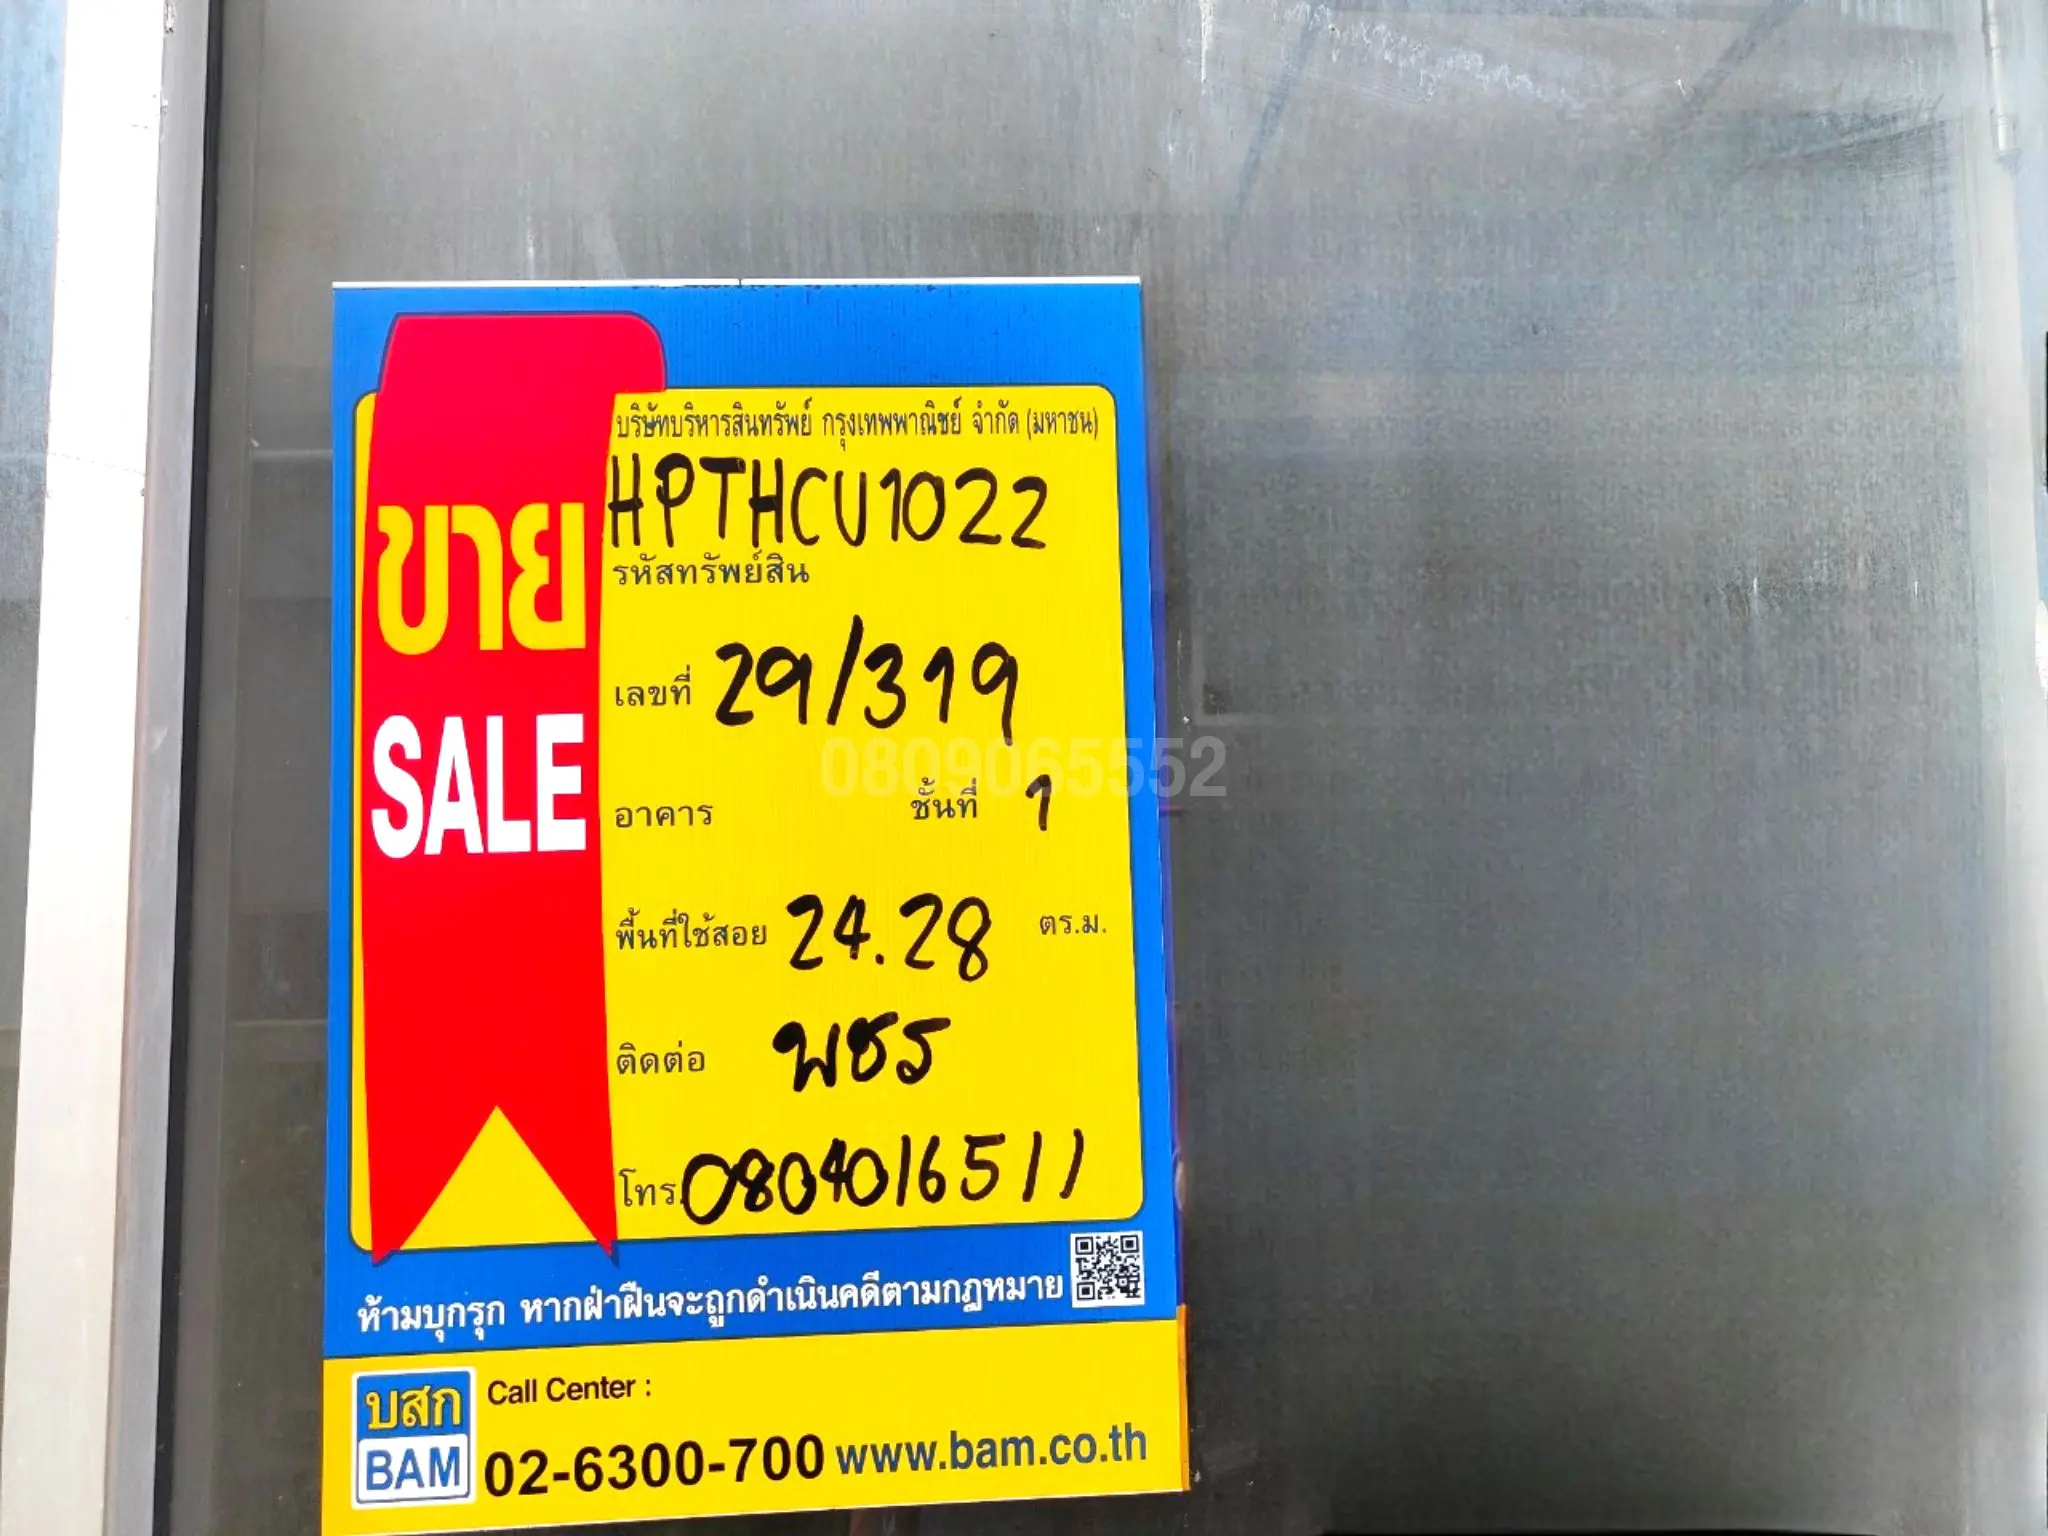 บริษัทบริหารสินทรัพย์ กรุงเทพพาณิชย์ จำกัด (มหาชน)
HPTHCU1022
รหัสทรัพย์สิน
ขาย
SALE
เลขที่ 29/319
0809065552
อาคาร ชั้นที่ 1
พื้นที่ใช้สอย 24.28 ตร.ม.
ติดต่อ พชร
โทร. 0804016511
ห้ามบุกรุก หากฝ่าฝืนจะถูกดำเนินคดีตามกฎหมาย
บสก
BAM
Call Center :
02-6300-700 www.bam.co.th